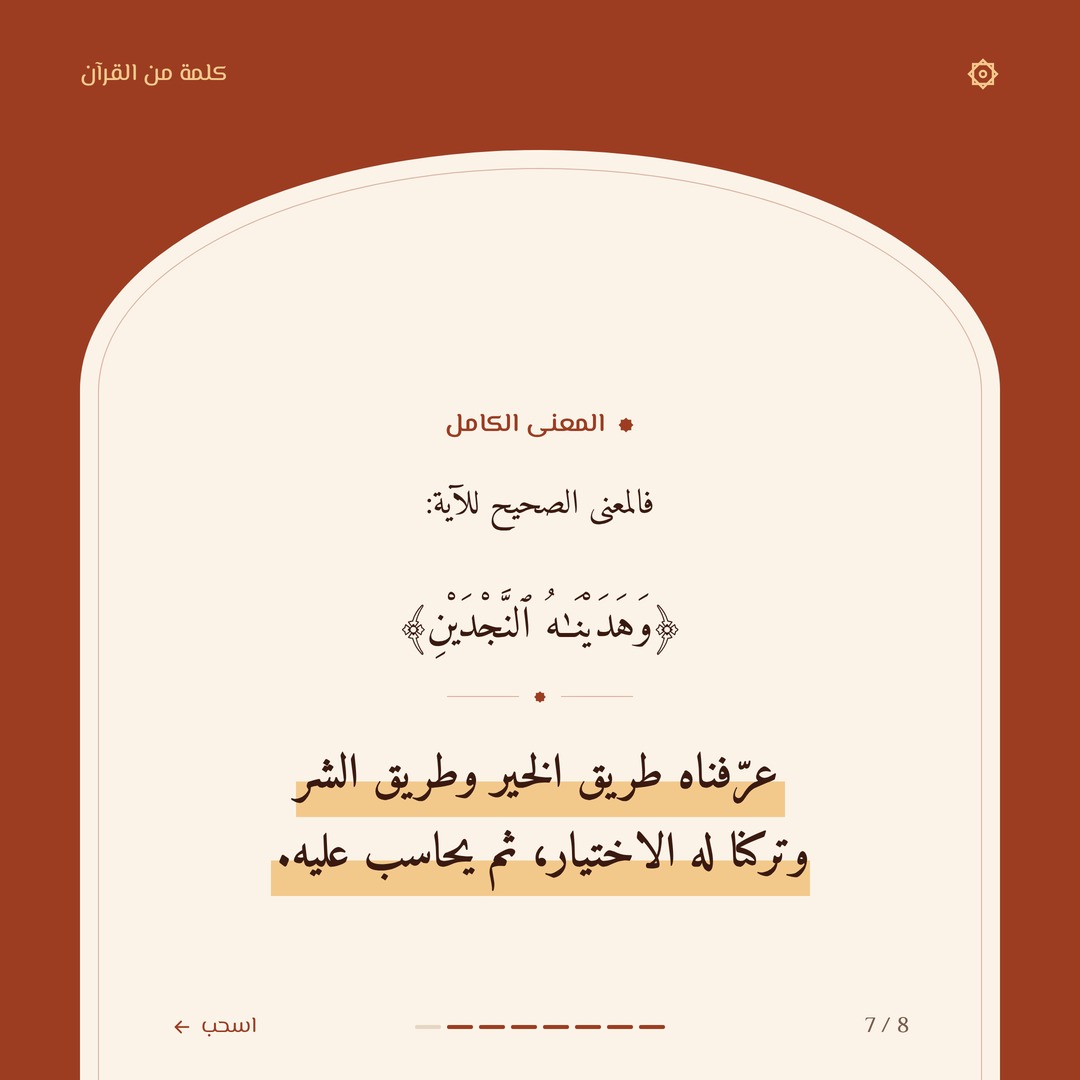 كلمة من القرآن
المعنى الكامل
فالمعنى الصحيح للآية:
﴿وَهَدَيْنَـٰهُ ٱلنَّجْدَيْنِ﴾
عرّفناه طريق الخير وطريق الشر
وتركنا له الاختيار، ثم يحاسب عليه.
7 / 8
اسحب ←